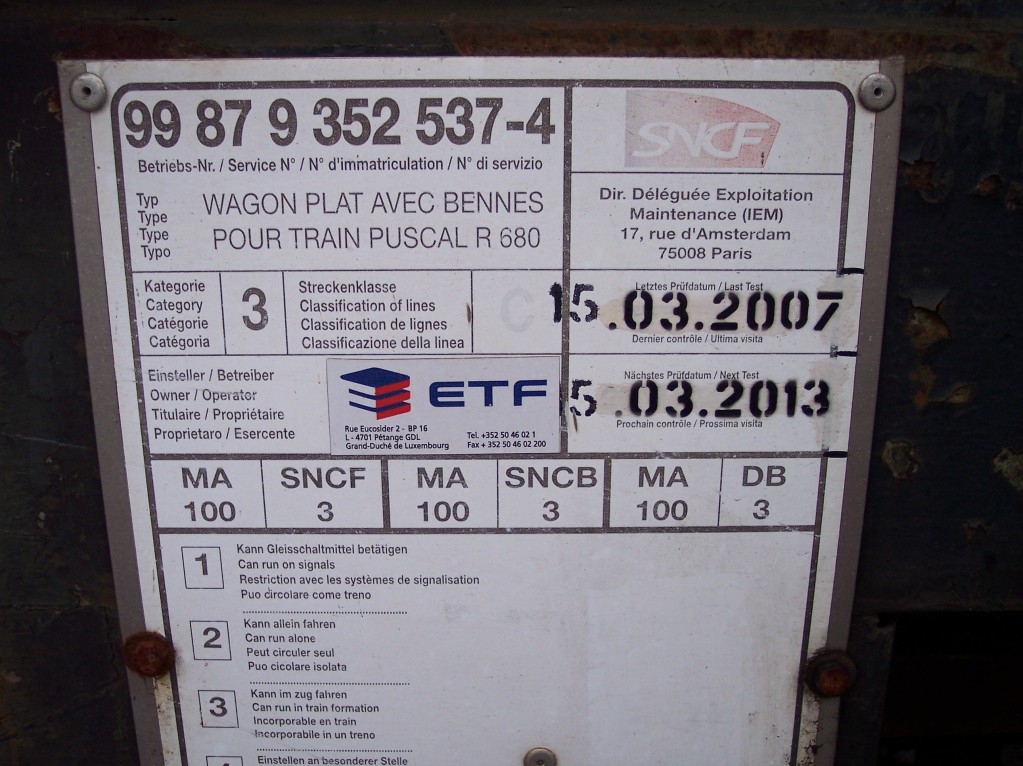 99 87 9 352 537-4
Betriebs-Nr. / Service N° / N° d'immatriculation / N° di servizio
SNCF
Typ
Type
Type
Typo
WAGON PLAT AVEC BENNES
POUR TRAIN PUSCAL R 680
Dir. Déléguée Exploitation
Maintenance (IEM)
17, rue d'Amsterdam
75008 Paris
Kategorie
Category
Catégorie
Catégoria
3
Streckenklasse
Classification of lines
Classification de lignes
Classificazione della linea
C
Letztes Prüfdatum / Last Test
15.03.2007
Dernier contrôle / Ultima visita
Einsteller / Betreiber
Owner / Operator
Titulaire / Propriétaire
Proprietaro / Esercente
ETF
Rue Eucosider 2 - BP 16
L - 4701 Pétange GDL
Grand-Duché de Luxembourg
Tel. +352 50 46 02 1
Fax + 352 50 46 02 200
Nächstes Prüfdatum / Next Test
15.03.2013
Prochain contrôle / Prossima visita
MA SNCF MA SNCB MA DB
100 3 100 3 100 3
1
Kann Gleisschaltmittel betätigen
Can run on signals
Restriction avec les systèmes de signalisation
Puo circolare come treno
2
Kann allein fahren
Can run alone
Peut circuler seul
Puo cicolare isolata
3
Kann im zug fahren
Can run in train formation
Incorporable en train
Incorporabile in un treno
4
Einstellen an besonderer Stelle